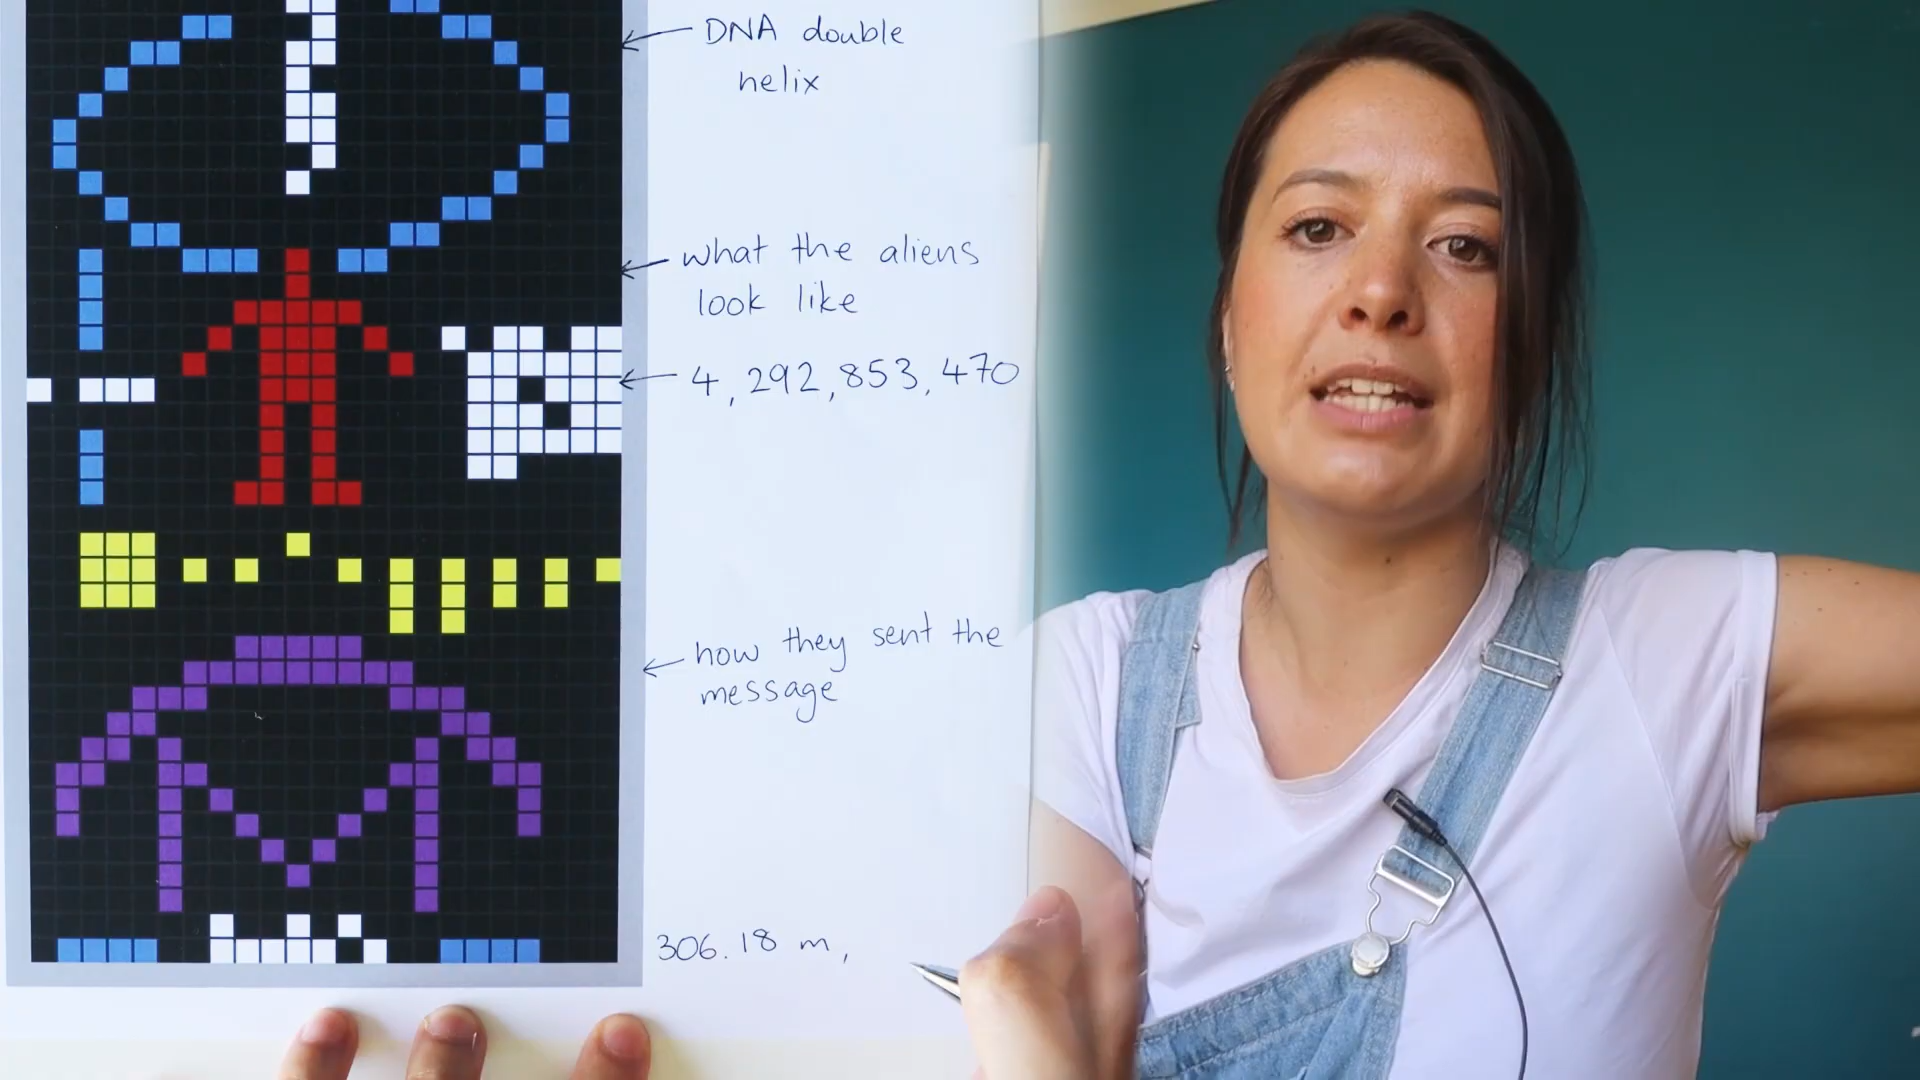 DNA double
helix
what the aliens
look like
4,292,853,470
how they sent the
message
306.18 m,